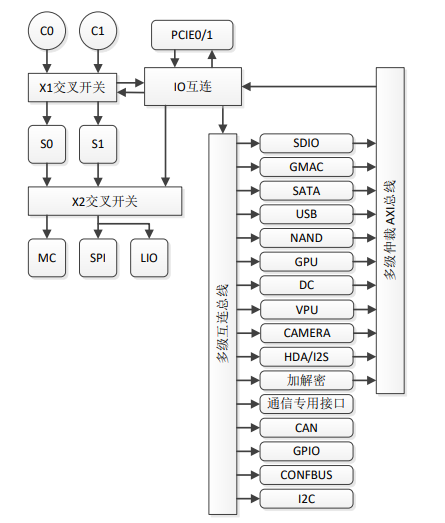 C0
C1
PCIE0/1
X1交叉开关
IO互连
S0
S1
X2交叉开关
MC
SPI
LIO
多级互连总线
SDIO
GMAC
SATA
USB
NAND
GPU
DC
VPU
CAMERA
HDA/I2S
加解密
通信专用接口
CAN
GPIO
CONFBUS
I2C
多级仲裁AXI总线